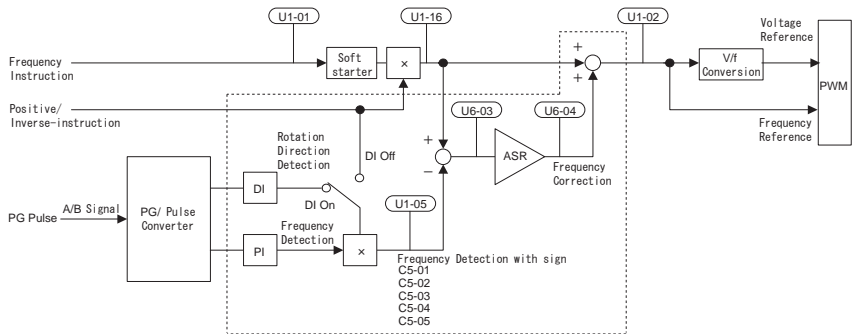 U1-01
U1-16
U1-02
Voltage
Reference
Frequency
Instruction
Soft
starter
×
+
+
V/f
Conversion
PWM
Positive/
Inverse-instruction
U6-03
U6-04
Frequency
Reference
Rotation
Direction
Detection
DI Off
+
−
ASR
Frequency
Correction
DI
DI On
U1-05
PG Pulse
A/B Signal
PG/ Pulse
Converter
Frequency
Detection
PI
×
Frequency Detection with sign
C5-01
C5-02
C5-03
C5-04
C5-05